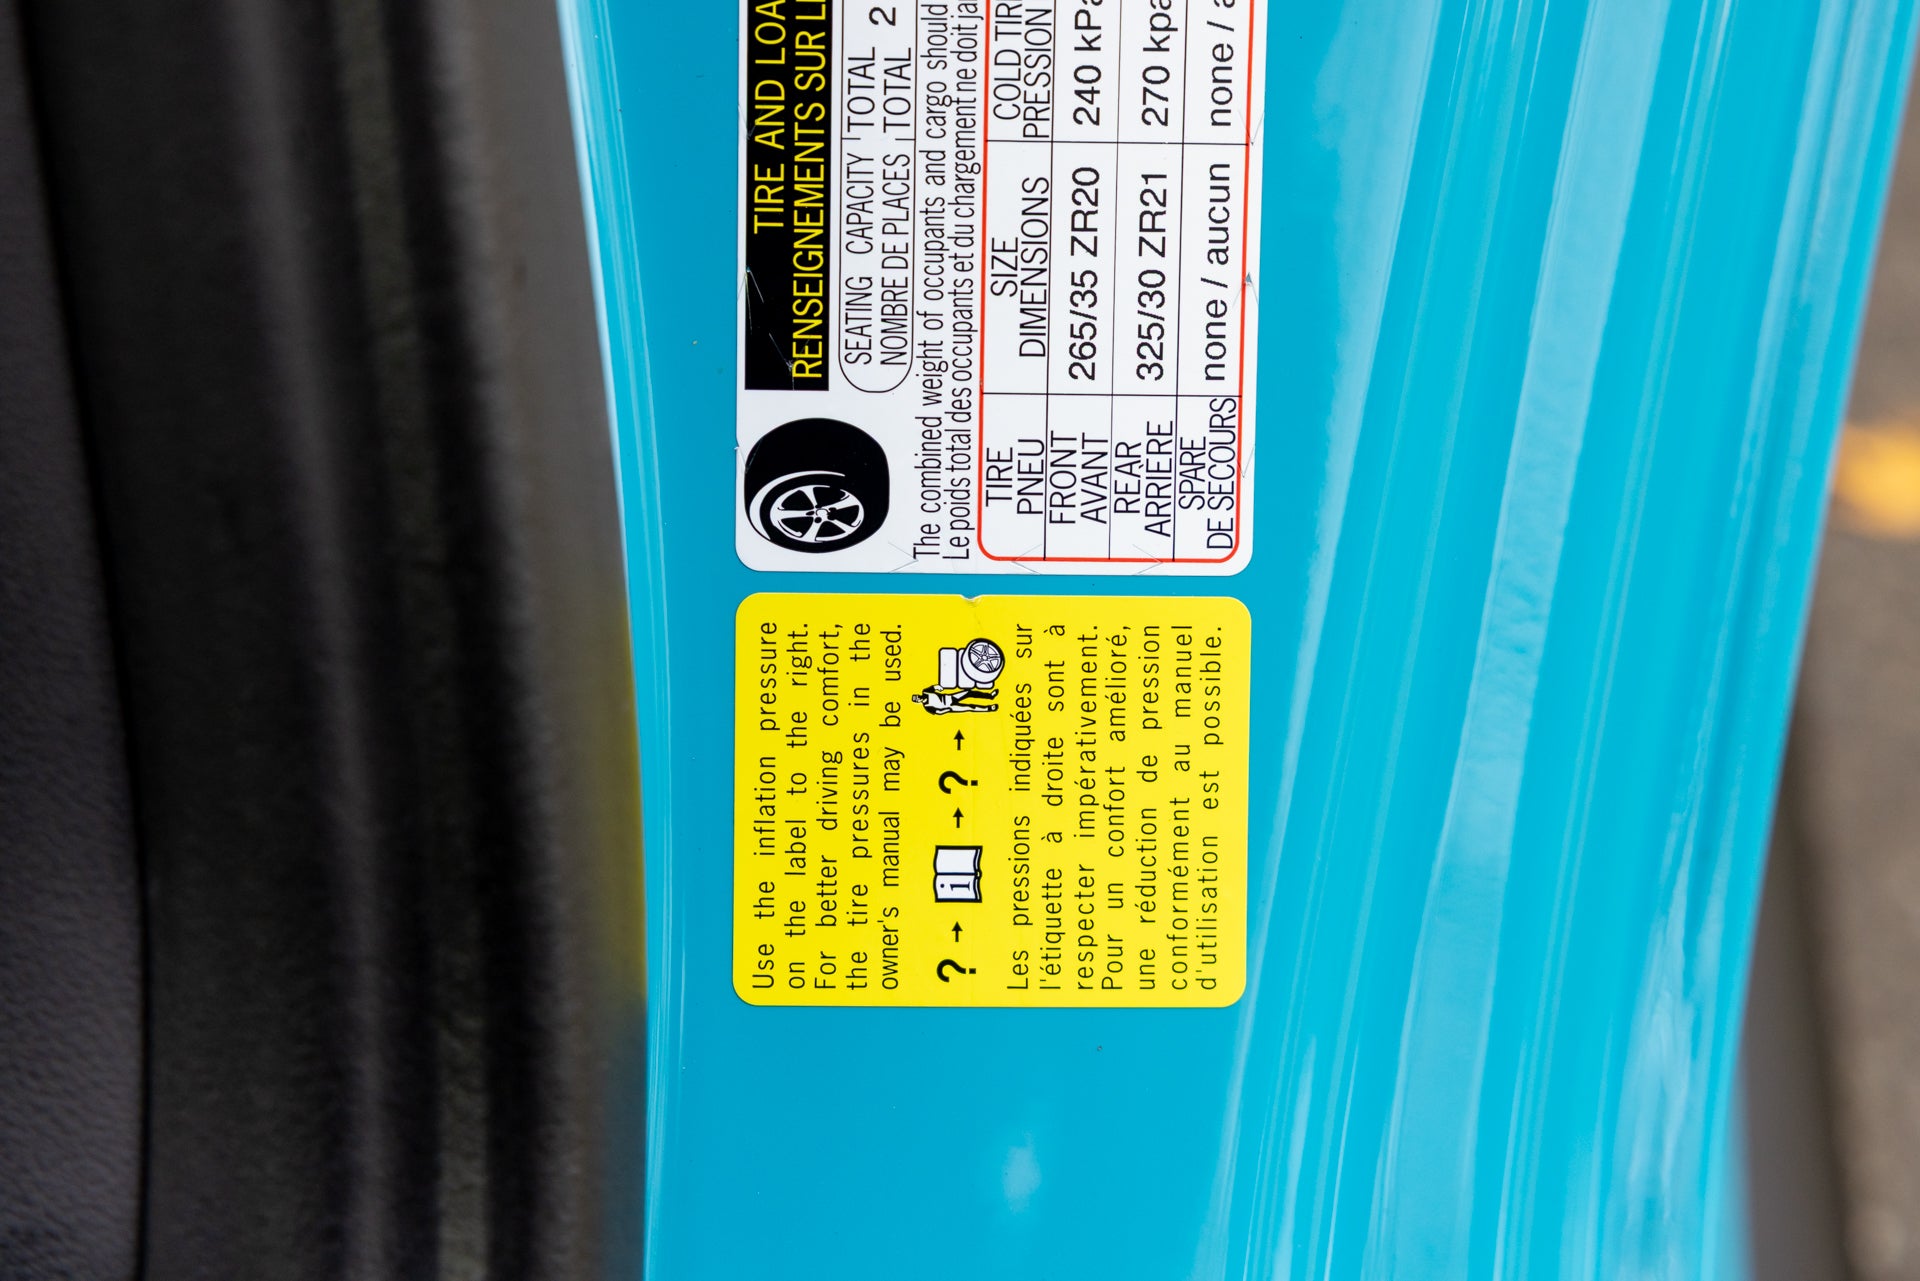 TIRE AND LOA
RENSEIGNEMENTS SUR L
SEATING CAPACITY TOTAL 2
NOMBRE DE PLACES TOTAL
The combined weight of occupants and cargo should
Le poids total des occupants et du chargement ne doit ja
TIRE SIZE COLD TIR
PNEU DIMENSIONS PRESSION
FRONT 265/35 ZR20 240 kPa
AVANT
REAR 325/30 ZR21 270 kpa
ARRIÈRE
SPARE none / aucun none / a
DE SECOURS
Use the inflation pressure
on the label to the right.
For better driving comfort,
the tire pressures in the
owner's manual may be used.
? → i → ? →
Les pressions indiquées sur
l'étiquette à droite sont à
respecter impérativement.
Pour un confort amélioré,
une réduction de pression
conformément au manuel
d'utilisation est possible.